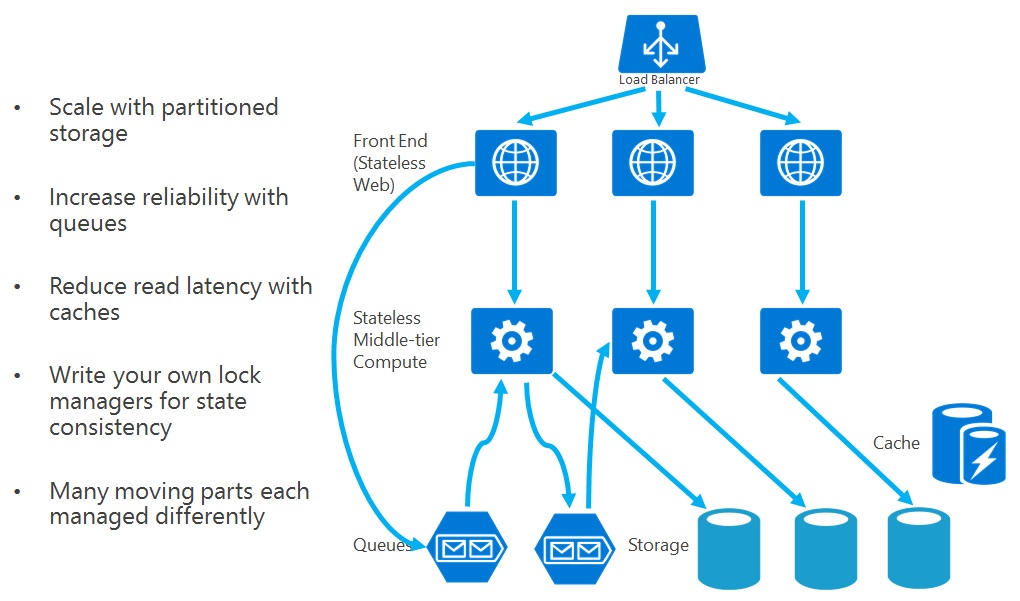 • Scale with partitioned
storage
• Increase reliability with
queues
• Reduce read latency with
caches
• Write your own lock
managers for state
consistency
• Many moving parts each
managed differently
Load Balancer
Front End
(Stateless
Web)
Stateless
Middle-tier
Compute
Cache
Queues
Storage